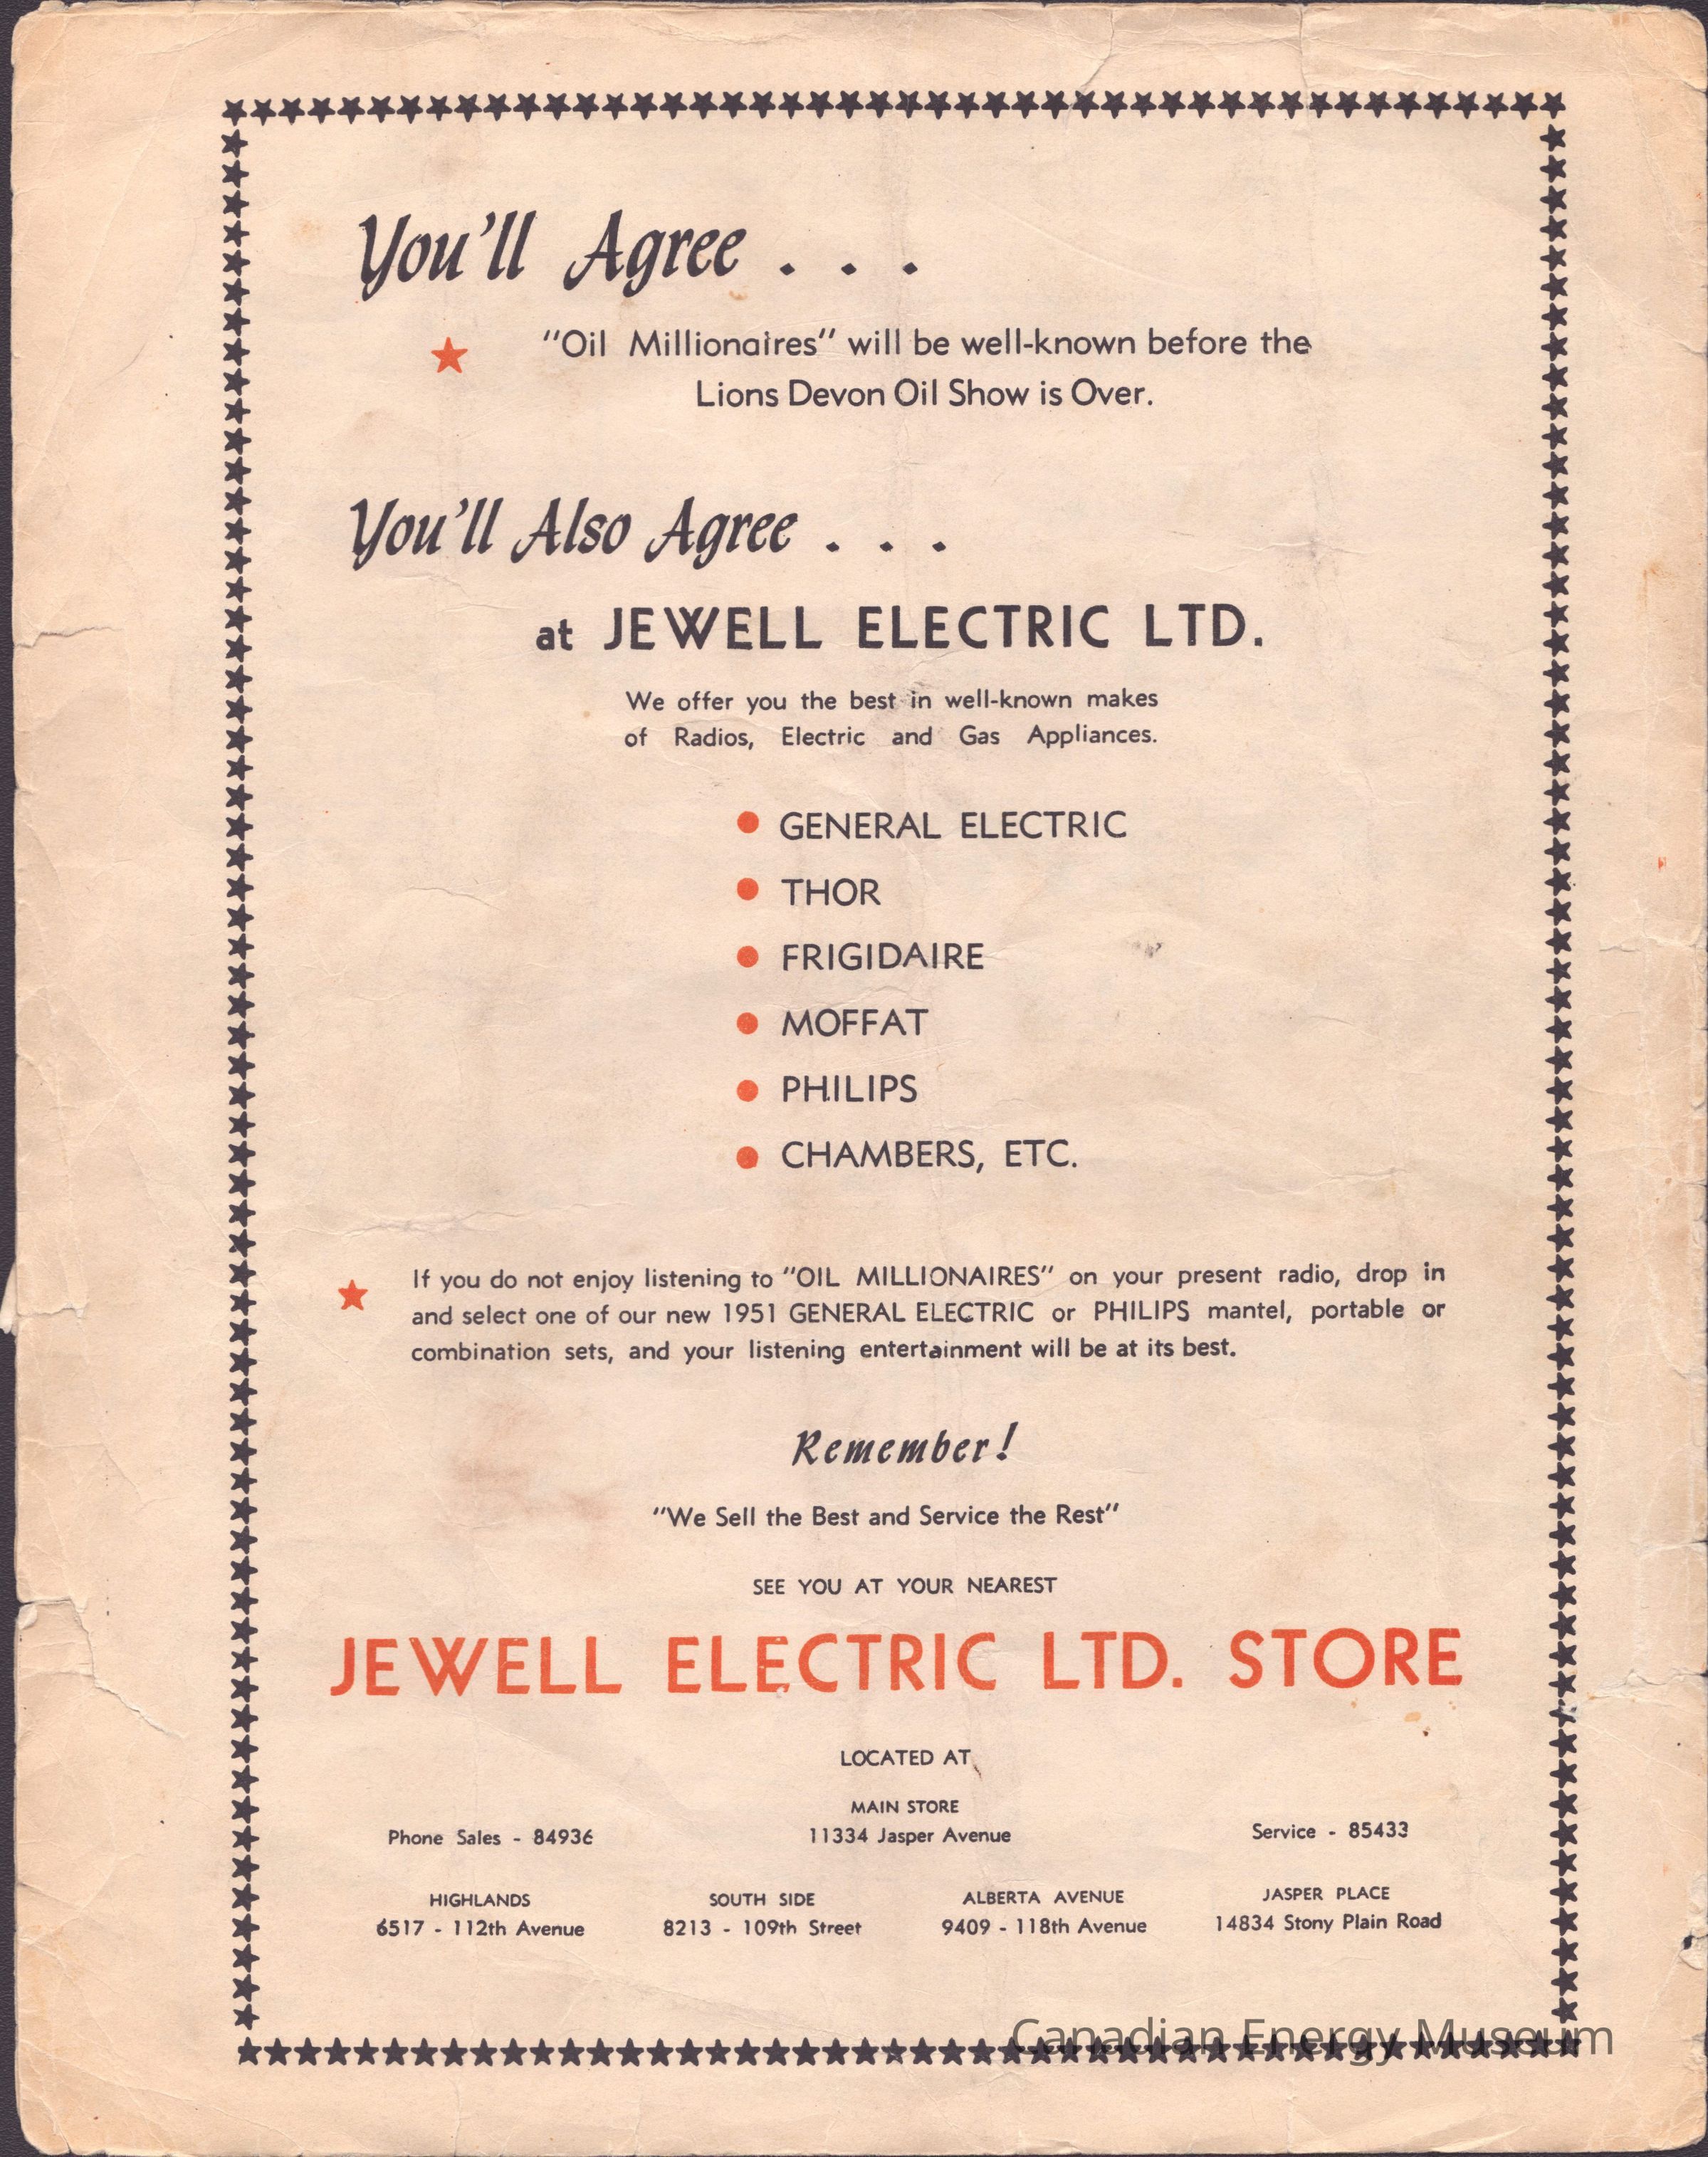 You'll Agree . . .
"Oil Millionaires" will be well-known before the
Lions Devon Oil Show is Over.
You'll Also Agree . . .
at JEWELL ELECTRIC LTD.
We offer you the best in well-known makes
of Radios, Electric and Gas Appliances.
GENERAL ELECTRIC
THOR
FRIGIDAIRE
MOFFAT
PHILIPS
CHAMBERS, ETC.
If you do not enjoy listening to "OIL MILLIONAIRES" on your present radio, drop in
and select one of our new 1951 GENERAL ELECTRIC or PHILIPS mantel, portable or
combination sets, and your listening entertainment will be at its best.
Remember!
"We Sell the Best and Service the Rest"
SEE YOU AT YOUR NEAREST
JEWELL ELECTRIC LTD. STORE
LOCATED AT
MAIN STORE
Phone Sales - 84936 11334 Jasper Avenue Service - 85433
HIGHLANDS SOUTH SIDE ALBERTA AVENUE JASPER PLACE
6517 - 112th Avenue 8213 - 109th Street 9409 - 118th Avenue 14834 Stony Plain Road
Canadian Energy Museum